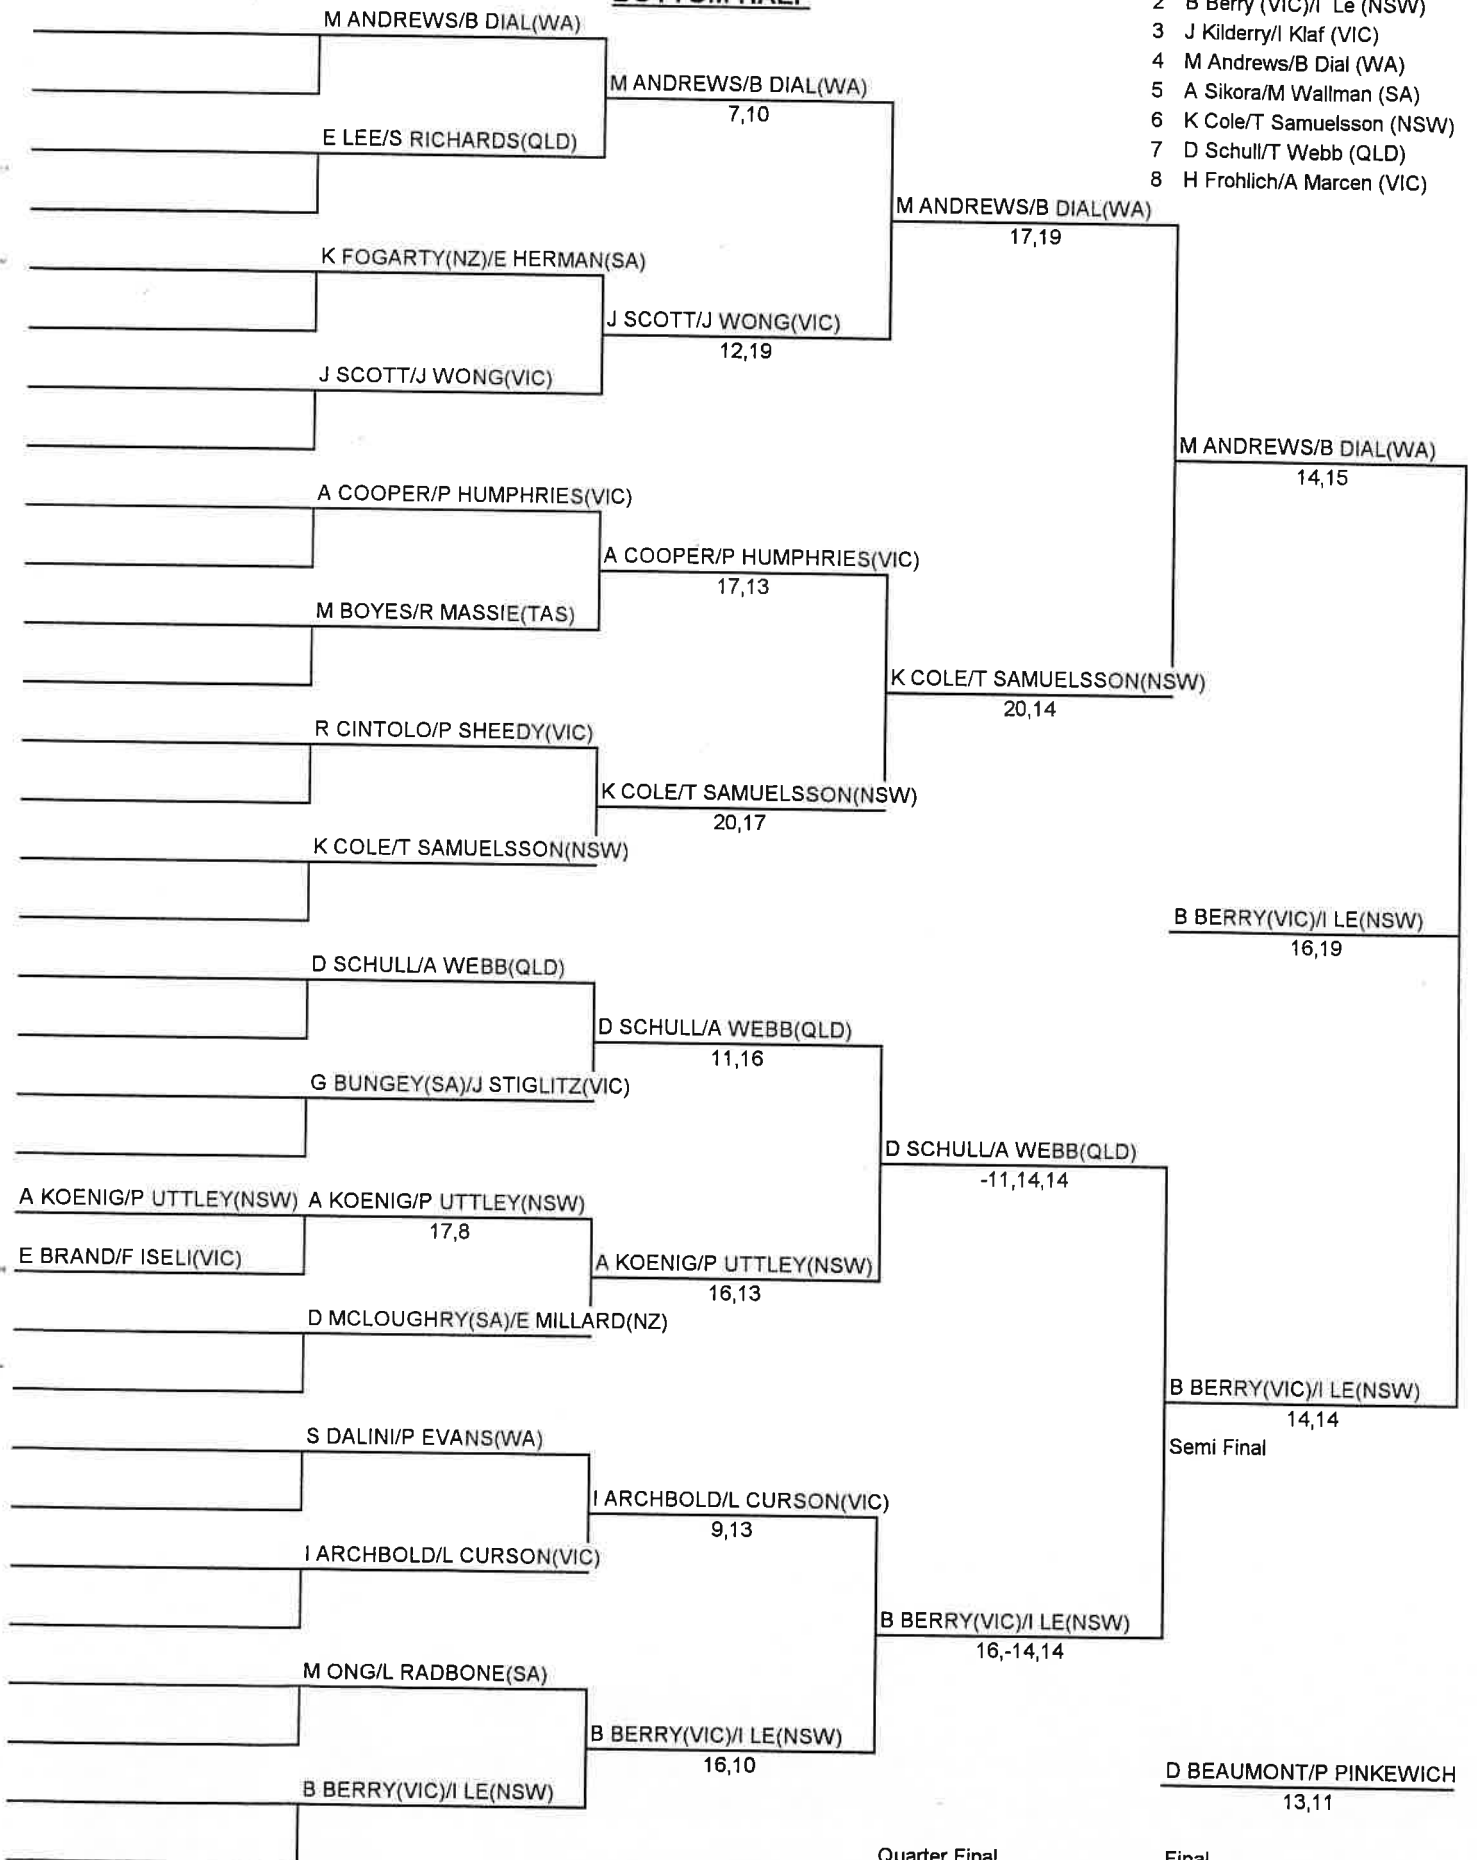 M ANDREWS/B DIAL(WA)
2 B Berry (VIC)/I Le (NSW)
3 J Kilderry/I Klaf (VIC)
4 M Andrews/B Dial (WA)
5 A Sikora/M Wallman (SA)
6 K Cole/T Samuelsson (NSW)
7 D Schull/T Webb (QLD)
8 H Frohlich/A Marcen (VIC)
M ANDREWS/B DIAL(WA)
7,10
E LEE/S RICHARDS(QLD)
M ANDREWS/B DIAL(WA)
17,19
K FOGARTY(NZ)/E HERMAN(SA)
J SCOTT/J WONG(VIC)
12,19
J SCOTT/J WONG(VIC)
M ANDREWS/B DIAL(WA)
14,15
A COOPER/P HUMPHRIES(VIC)
A COOPER/P HUMPHRIES(VIC)
17,13
M BOYES/R MASSIE(TAS)
K COLE/T SAMUELSSON(NSW)
20,14
R CINTOLO/P SHEEDY(VIC)
K COLE/T SAMUELSSON(NSW)
20,17
K COLE/T SAMUELSSON(NSW)
B BERRY(VIC)/I LE(NSW)
16,19
D SCHULL/A WEBB(QLD)
D SCHULL/A WEBB(QLD)
11,16
G BUNGEY(SA)/J STIGLITZ(VIC)
D SCHULL/A WEBB(QLD)
-11,14,14
A KOENIG/P UTTLEY(NSW) A KOENIG/P UTTLEY(NSW)
17,8
E BRAND/F ISELI(VIC)
A KOENIG/P UTTLEY(NSW)
16,13
D MCLOUGHRY(SA)/E MILLARD(NZ)
B BERRY(VIC)/I LE(NSW)
14,14
Semi Final
S DALINI/P EVANS(WA)
I ARCHBOLD/L CURSON(VIC)
9,13
I ARCHBOLD/L CURSON(VIC)
B BERRY(VIC)/I LE(NSW)
16,-14,14
M ONG/L RADBONE(SA)
B BERRY(VIC)/I LE(NSW)
16,10
D BEAUMONT/P PINKEWICH
13,11
B BERRY(VIC)/I LE(NSW)
Quarter Final
Final